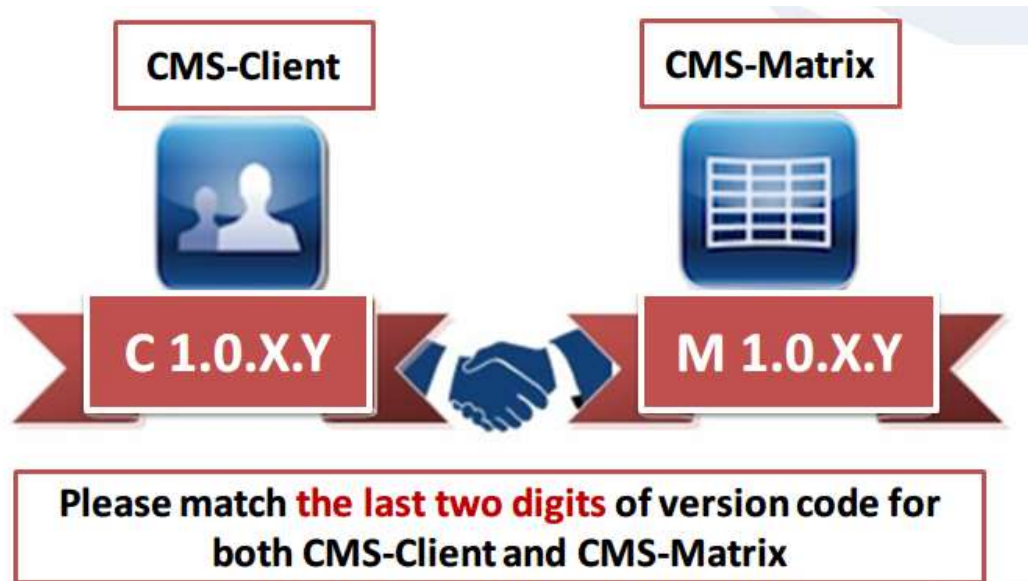 CMS-Client
CMS-Matrix
C 1.0.X.Y
M 1.0.X.Y
Please match the last two digits of version code for
both CMS-Client and CMS-Matrix